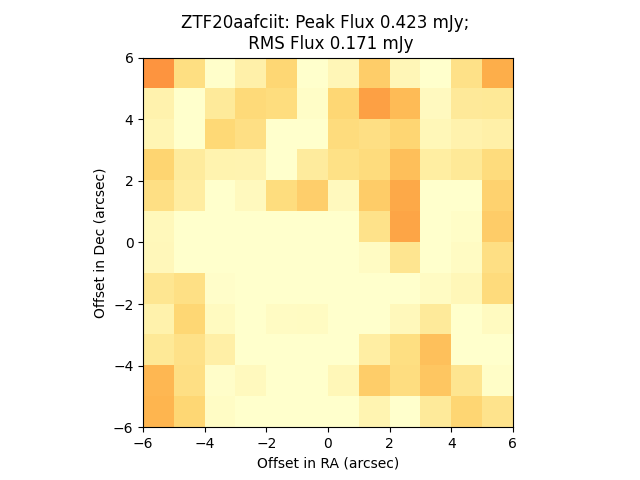 ZTF20aafciit: Peak Flux 0.423 mJy;
RMS Flux 0.171 mJy
6
4
2
0
−2
−4
−6
Offset in Dec (arcsec)
−6 −4 −2 0 2 4 6
Offset in RA (arcsec)